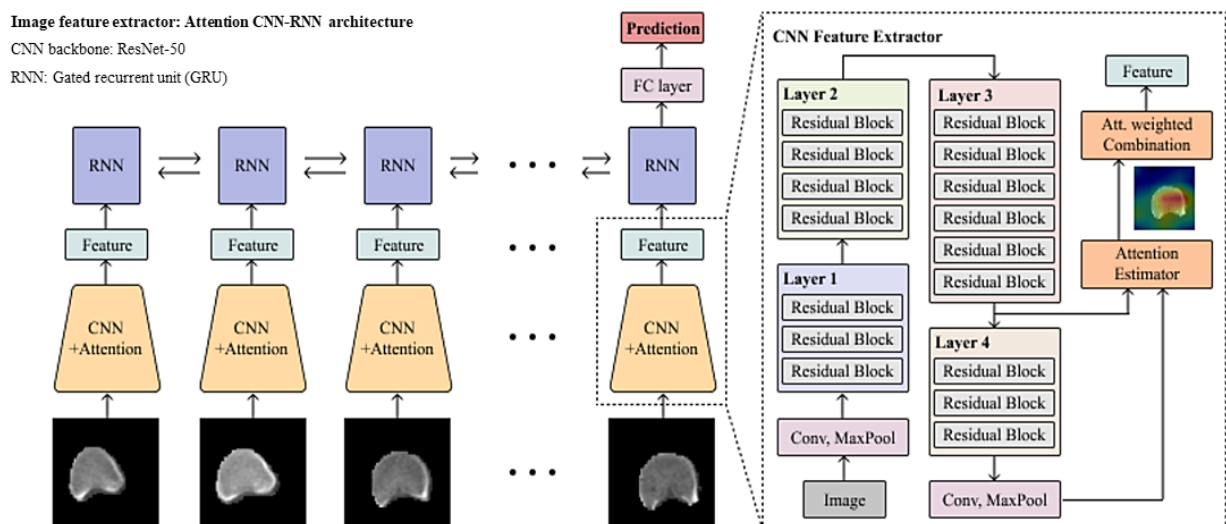 Image feature extractor: Attention CNN-RNN architecture
CNN backbone: ResNet-50
RNN: Gated recurrent unit (GRU)
Prediction
FC layer
RNN
RNN
RNN
...
RNN
Feature
Feature
Feature
...
Feature
CNN
+Attention
CNN
+Attention
CNN
+Attention
...
CNN
+Attention
...
CNN Feature Extractor
Layer 2
Residual Block
Residual Block
Residual Block
Residual Block
Layer 1
Residual Block
Residual Block
Residual Block
Conv, MaxPool
Image
Layer 3
Residual Block
Residual Block
Residual Block
Residual Block
Residual Block
Residual Block
Layer 4
Residual Block
Residual Block
Residual Block
Conv, MaxPool
Feature
Att. weighted
Combination
Attention
Estimator